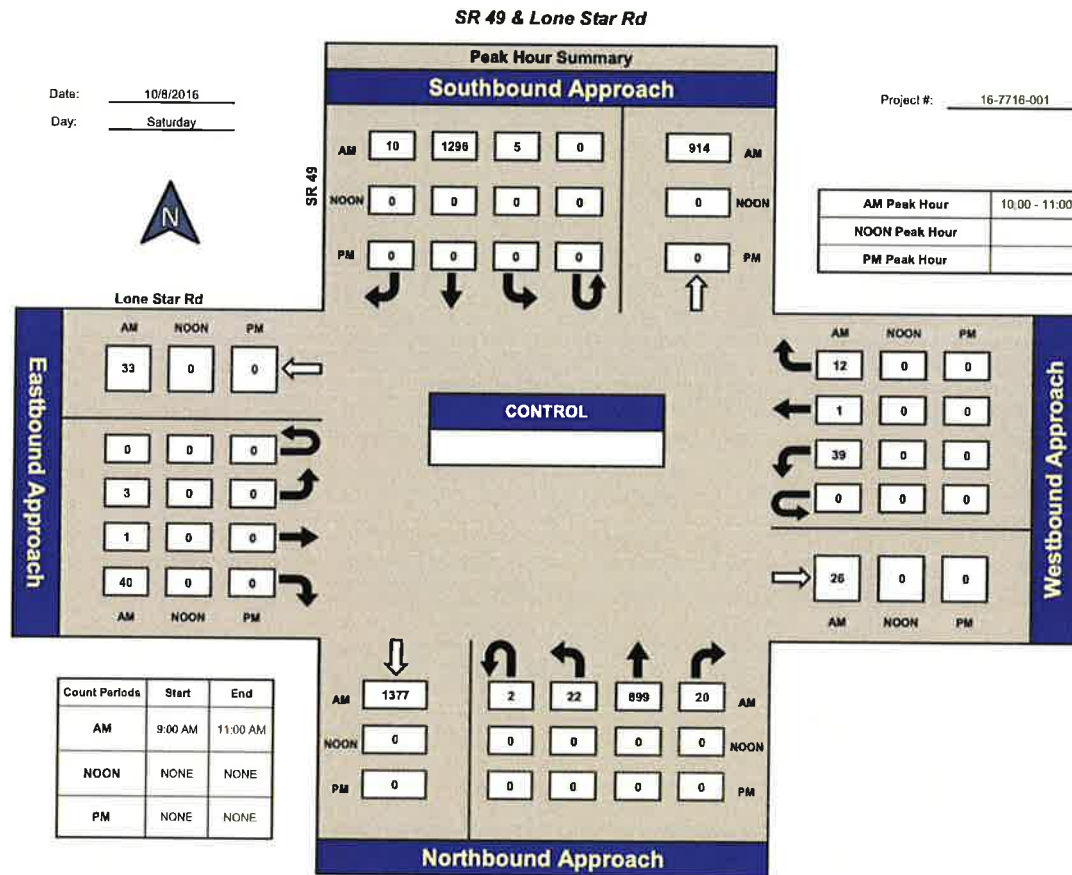 SR 49 & Lone Star Rd
Peak Hour Summary
Southbound Approach
Date: 10/8/2016
Day: Saturday
Project #: 16-7716-001
N
SR 49
AM 10 1296 5 0 914 AM
NOON 0 0 0 0 0 NOON
PM 0 0 0 0 0 PM
AM Peak Hour 10:00 - 11:00
NOON Peak Hour
PM Peak Hour
Lone Star Rd
Eastbound Approach
AM NOON PM
33 0 0
0 0 0
3 0 0
1 0 0
40 0 0
AM NOON PM
CONTROL
AM NOON PM
12 0 0
1 0 0
39 0 0
0 0 0
26 0 0
AM NOON PM
Westbound Approach
Count Periods Start End
AM 9:00 AM 11:00 AM
NOON NONE NONE
PM NONE NONE
AM 1377 2 22 899 20 AM
NOON 0 0 0 0 0 NOON
PM 0 0 0 0 0 PM
Northbound Approach